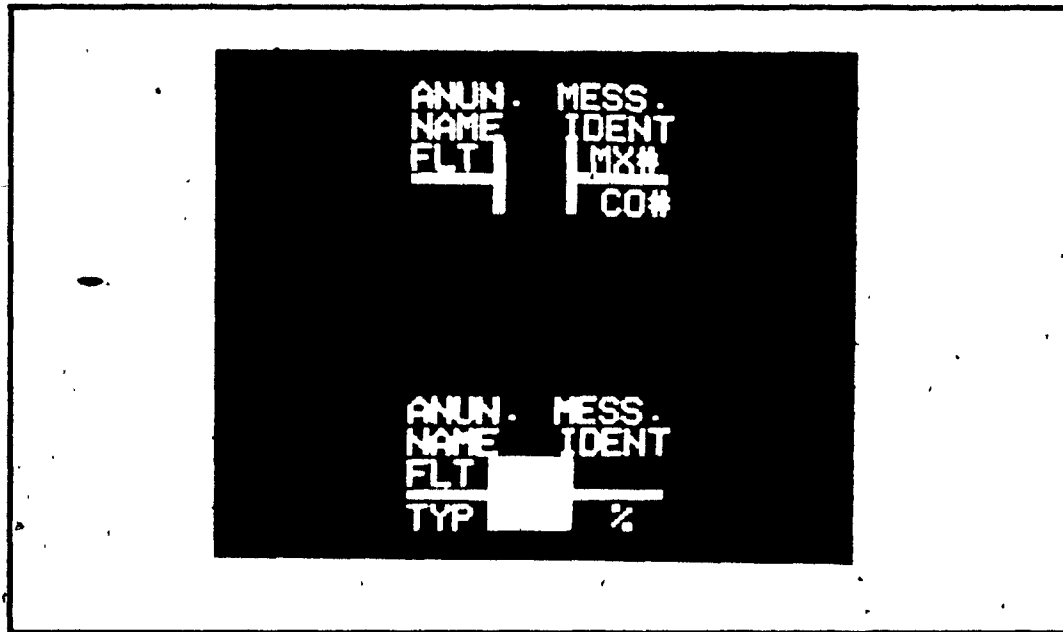 ANUN. MESS.
NAME IDENT
FLT MX#
CO#
ANUN. MESS.
NAME IDENT
FLT
TYP %